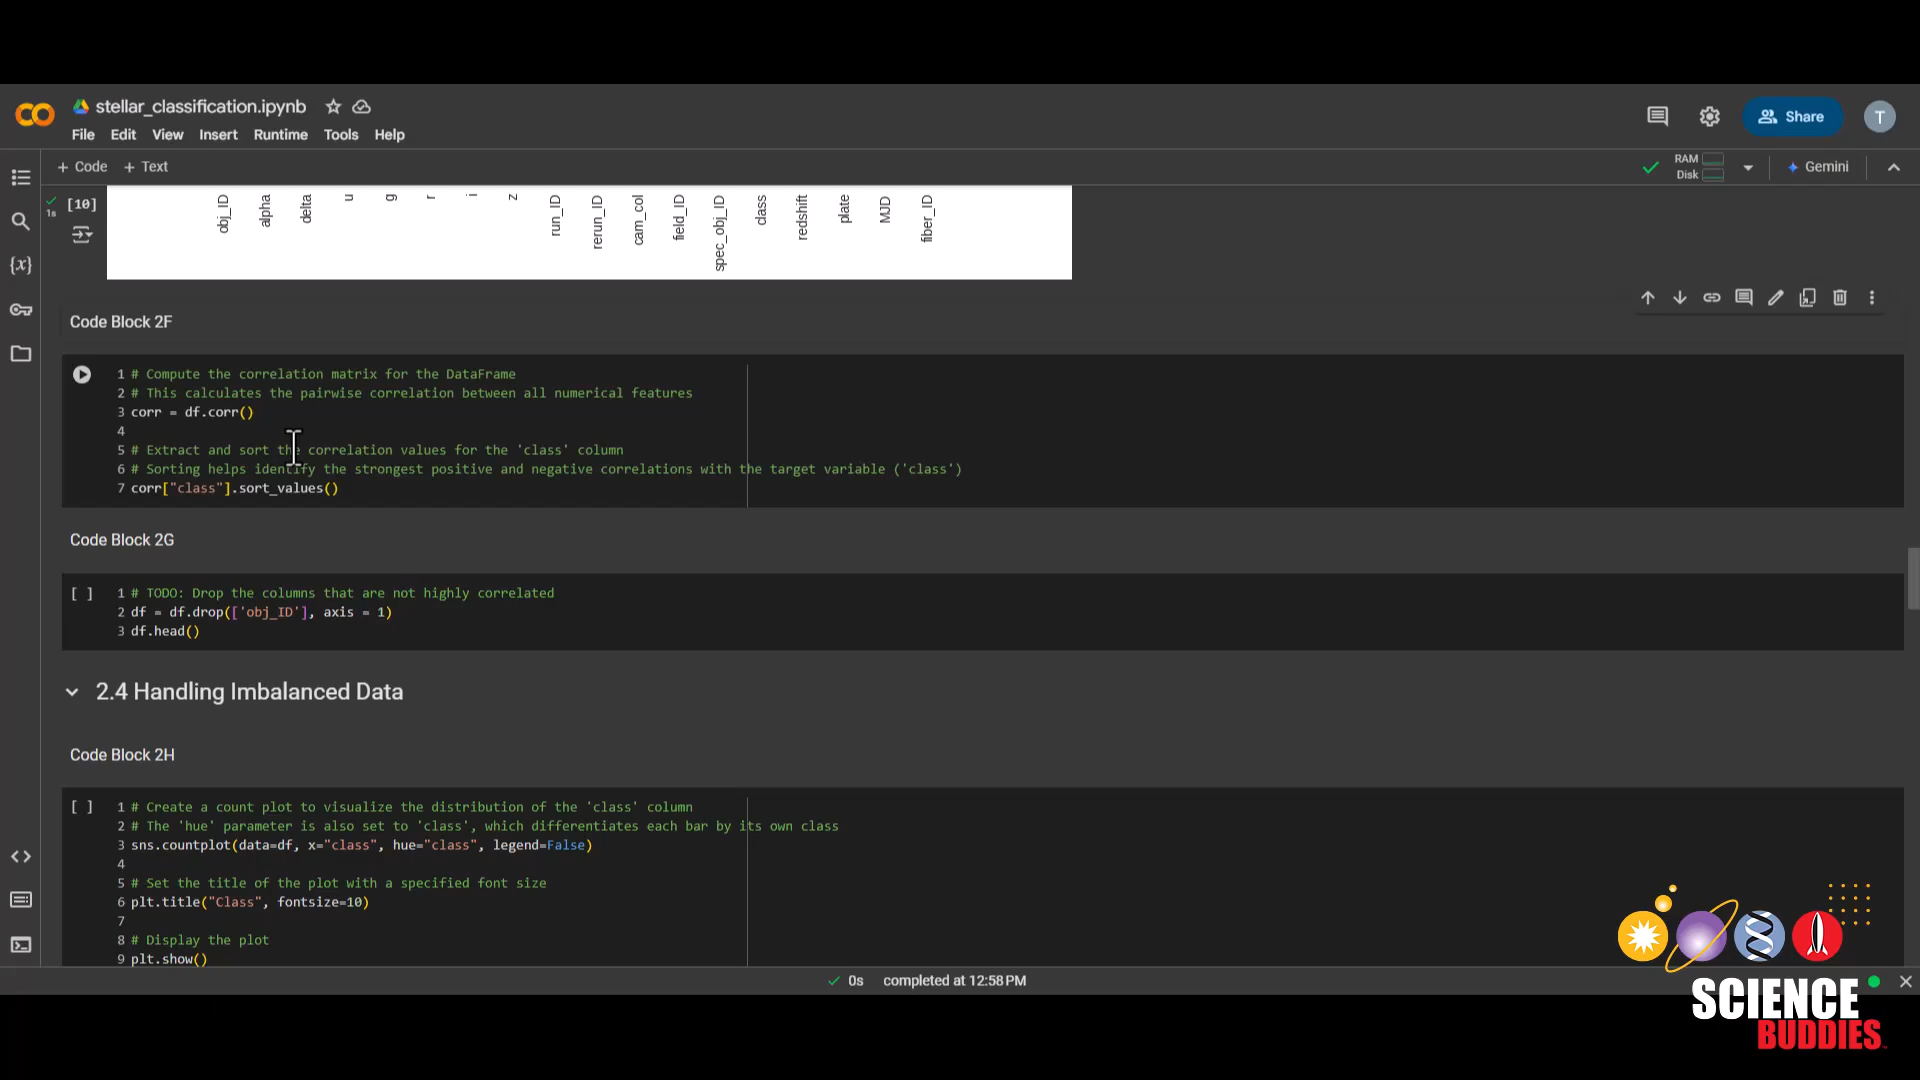 stellar_classification.ipynb
File Edit View Insert Runtime Tools Help
Share
T
+ Code + Text
RAM
Disk
Gemini
1s
[10]
obj_ID alpha delta u g r i z run_ID rerun_ID cam_col field_ID spec_obj_ID class redshift plate MJD fiber_ID
{x}
Code Block 2F
1 # Compute the correlation matrix for the DataFrame
2 # This calculates the pairwise correlation between all numerical features
3 corr = df.corr()
4
5 # Extract and sort the correlation values for the 'class' column
6 # Sorting helps identify the strongest positive and negative correlations with the target variable ('class')
7 corr["class"].sort_values()
Code Block 2G
[ ] 1 # TODO: Drop the columns that are not highly correlated
2 df = df.drop(['obj_ID'], axis = 1)
3 df.head()
2.4 Handling Imbalanced Data
Code Block 2H
[ ] 1 # Create a count plot to visualize the distribution of the 'class' column
2 # The 'hue' parameter is also set to 'class', which differentiates each bar by its own class
3 sns.countplot(data=df, x="class", hue="class", legend=False)
4
5 # Set the title of the plot with a specified font size
6 plt.title("Class", fontsize=10)
7
8 # Display the plot
9 plt.show()
0s completed at 12:58 PM
SCIENCE
BUDDIES